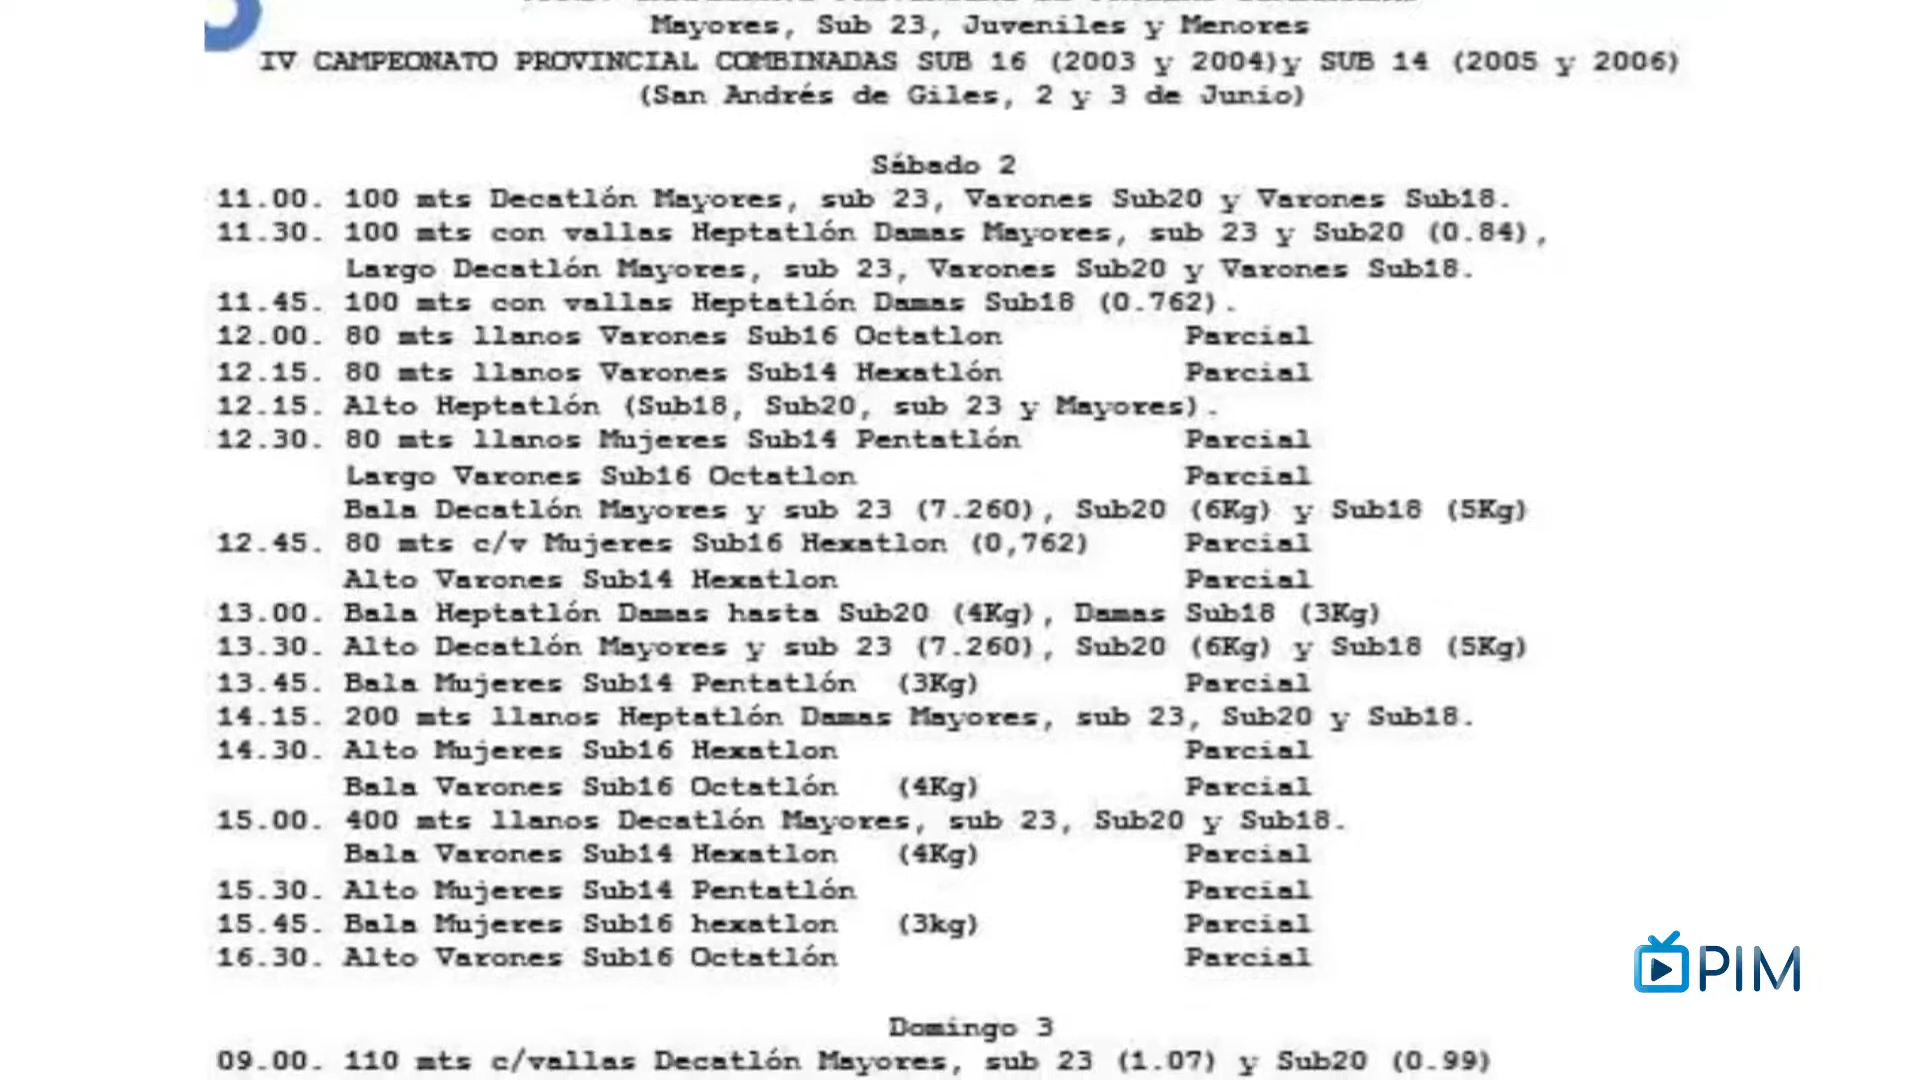 Mayores, Sub 23, Juveniles y Menores
IV CAMPEONATO PROVINCIAL COMBINADAS SUB 16 (2003 y 2004)y SUB 14 (2005 y 2006)
(San Andrés de Giles, 2 y 3 de Junio)
Sábado 2
11.00. 100 mts Decatlón Mayores, sub 23, Varones Sub20 y Varones Sub18.
11.30. 100 mts con vallas Heptatlón Damas Mayores, sub 23 y Sub20 (0.84),
Largo Decatlón Mayores, sub 23, Varones Sub20 y Varones Sub18.
11.45. 100 mts con vallas Heptatlón Damas Sub18 (0.762).
12.00. 80 mts llanos Varones Sub16 Octatlon Parcial
12.15. 80 mts llanos Varones Sub14 Hexatlón Parcial
12.15. Alto Heptatlón (Sub18, Sub20, sub 23 y Mayores).
12.30. 80 mts llanos Mujeres Sub14 Pentatlón Parcial
Largo Varones Sub16 Octatlon Parcial
Bala Decatlón Mayores y sub 23 (7.260), Sub20 (6Kg) y Sub18 (5Kg)
12.45. 80 mts c/v Mujeres Sub16 Hexatlon (0,762) Parcial
Alto Varones Sub14 Hexatlon Parcial
13.00. Bala Heptatlón Damas hasta Sub20 (4Kg), Damas Sub18 (3Kg)
13.30. Alto Decatlón Mayores y sub 23 (7.260), Sub20 (6Kg) y Sub18 (5Kg)
13.45. Bala Mujeres Sub14 Pentatlón (3Kg) Parcial
14.15. 200 mts llanos Heptatlón Damas Mayores, sub 23, Sub20 y Sub18.
14.30. Alto Mujeres Sub16 Hexatlon Parcial
Bala Varones Sub16 Octatlón (4Kg) Parcial
15.00. 400 mts llanos Decatlón Mayores, sub 23, Sub20 y Sub18.
Bala Varones Sub14 Hexatlon (4Kg) Parcial
15.30. Alto Mujeres Sub14 Pentatlón Parcial
15.45. Bala Mujeres Sub16 hexatlon (3kg) Parcial
16.30. Alto Varones Sub16 Octatlón Parcial
PIM
Domingo 3
09.00. 110 mts c/vallas Decatlón Mayores, sub 23 (1.07) y Sub20 (0.99)